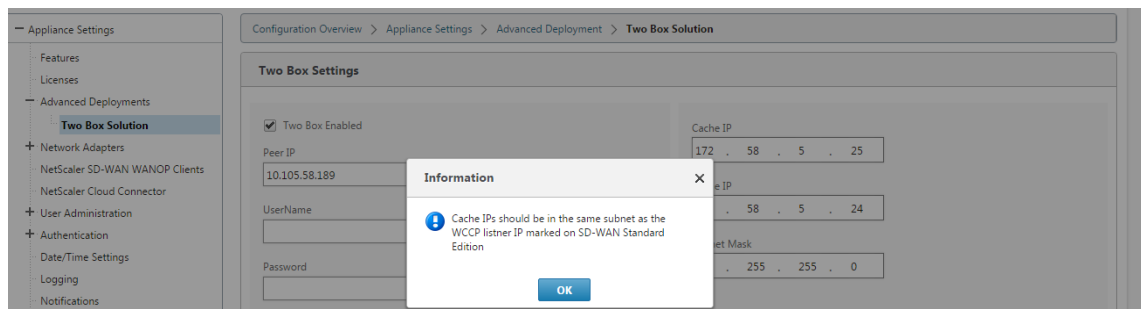 Appliance Settings
Features
Licenses
Advanced Deployments
Two Box Solution
Network Adapters
NetScaler SD-WAN WANOP Clients
NetScaler Cloud Connector
User Administration
Authentication
Date/Time Settings
Logging
Notifications
Configuration Overview > Appliance Settings > Advanced Deployment > Two Box Solution
Two Box Settings
Two Box Enabled
Peer IP
10.105.58.189
UserName
Password
Cache IP
172 . 58 . 5 . 25
e IP
. 58 . 5 . 24
et Mask
. 255 . 255 . 0
Information
Cache IPs should be in the same subnet as the
WCCP listner IP marked on SD-WAN Standard
Edition
OK